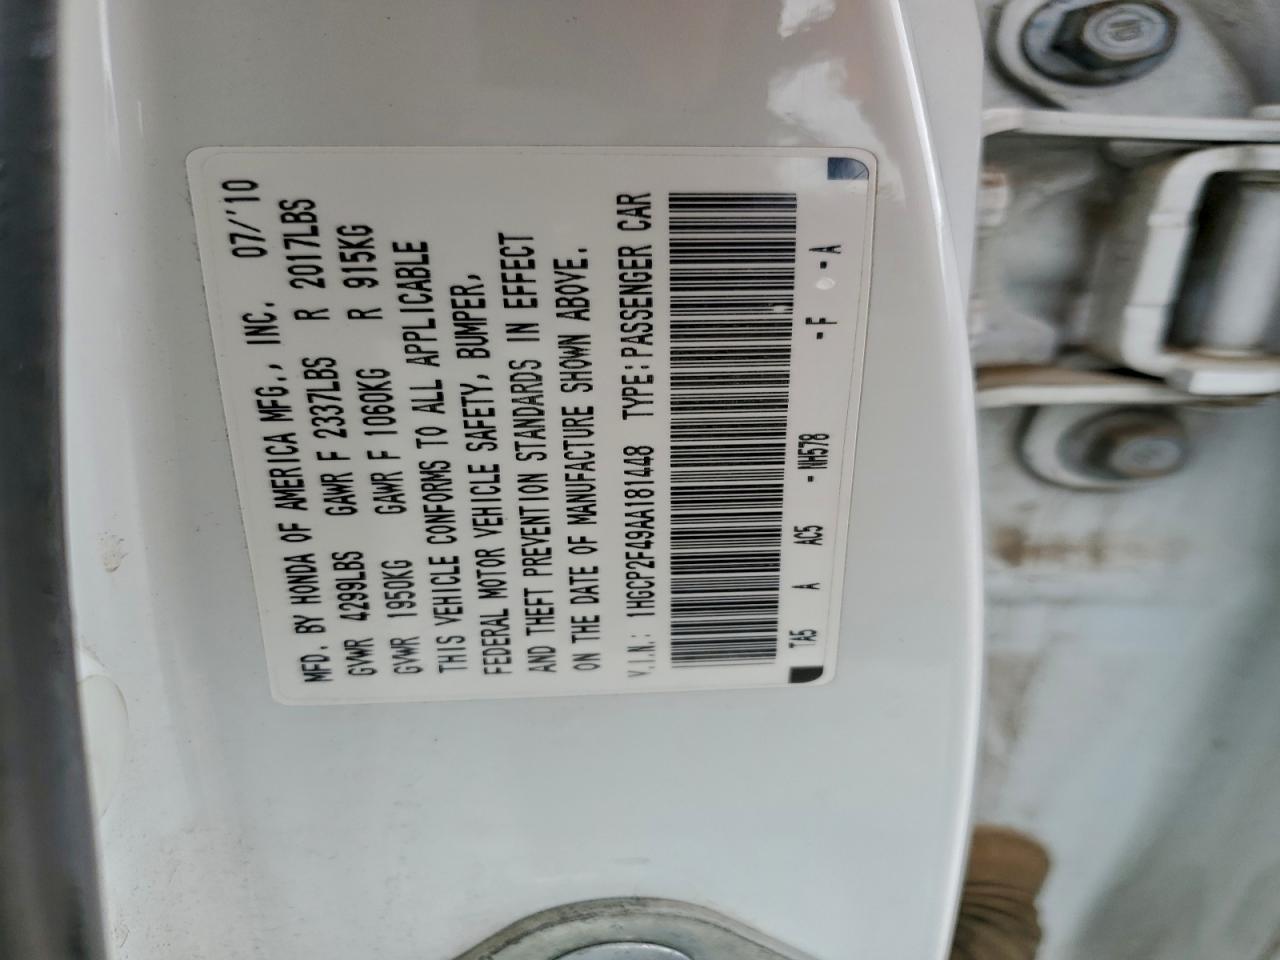 MFD. BY HONDA OF AMERICA MFG., INC. 07/'10
GVWR 4299LBS GAWR F 2337LBS R 2017LBS
GVWR 1950KG GAWR F 1060KG R 915KG
THIS VEHICLE CONFORMS TO ALL APPLICABLE
FEDERAL MOTOR VEHICLE SAFETY, BUMPER,
AND THEFT PREVENTION STANDARDS IN EFFECT
ON THE DATE OF MANUFACTURE SHOWN ABOVE.
V.I.N.: 1HGCP2F49AA181448 TYPE: PASSENGER CAR
TA5 A AC5 -NH578 -F -A